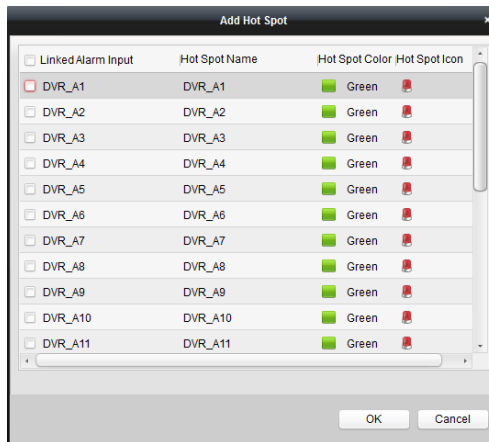 Add Hot Spot
Linked Alarm Input Hot Spot Name Hot Spot Color Hot Spot Icon
DVR_A1 DVR_A1 Green
DVR_A2 DVR_A2 Green
DVR_A3 DVR_A3 Green
DVR_A4 DVR_A4 Green
DVR_A5 DVR_A5 Green
DVR_A6 DVR_A6 Green
DVR_A7 DVR_A7 Green
DVR_A8 DVR_A8 Green
DVR_A9 DVR_A9 Green
DVR_A10 DVR_A10 Green
DVR_A11 DVR_A11 Green
OK Cancel